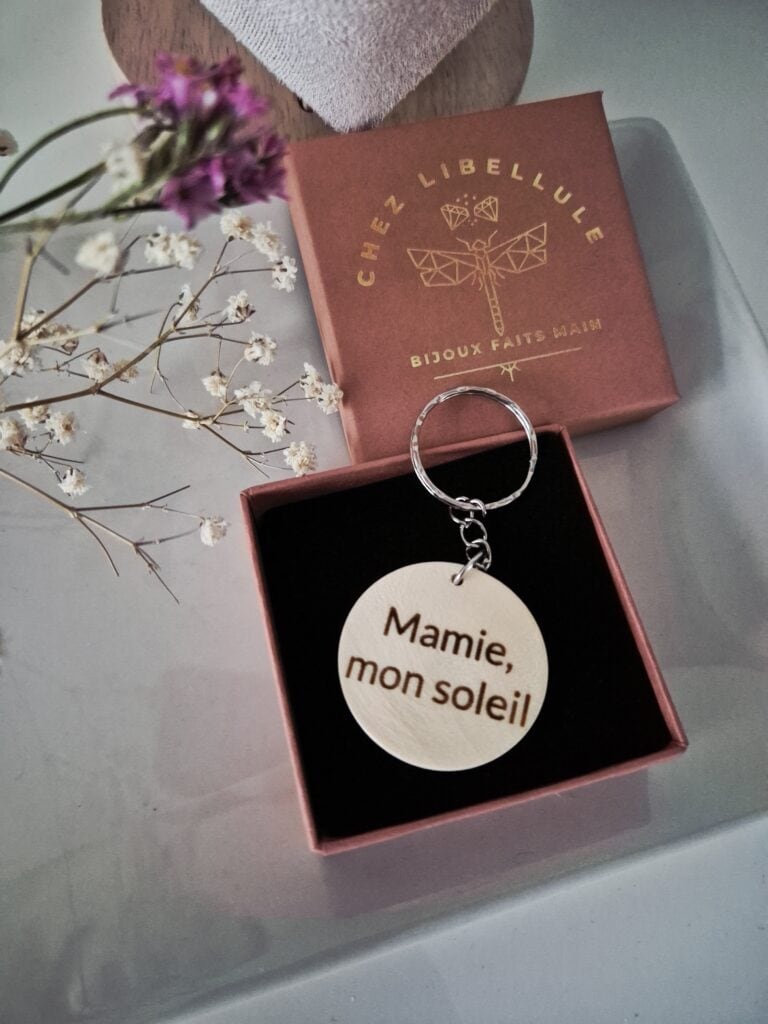 CHEZ LIBELLULE
BIJOUX FAITS MAIN
Mamie,
mon soleil